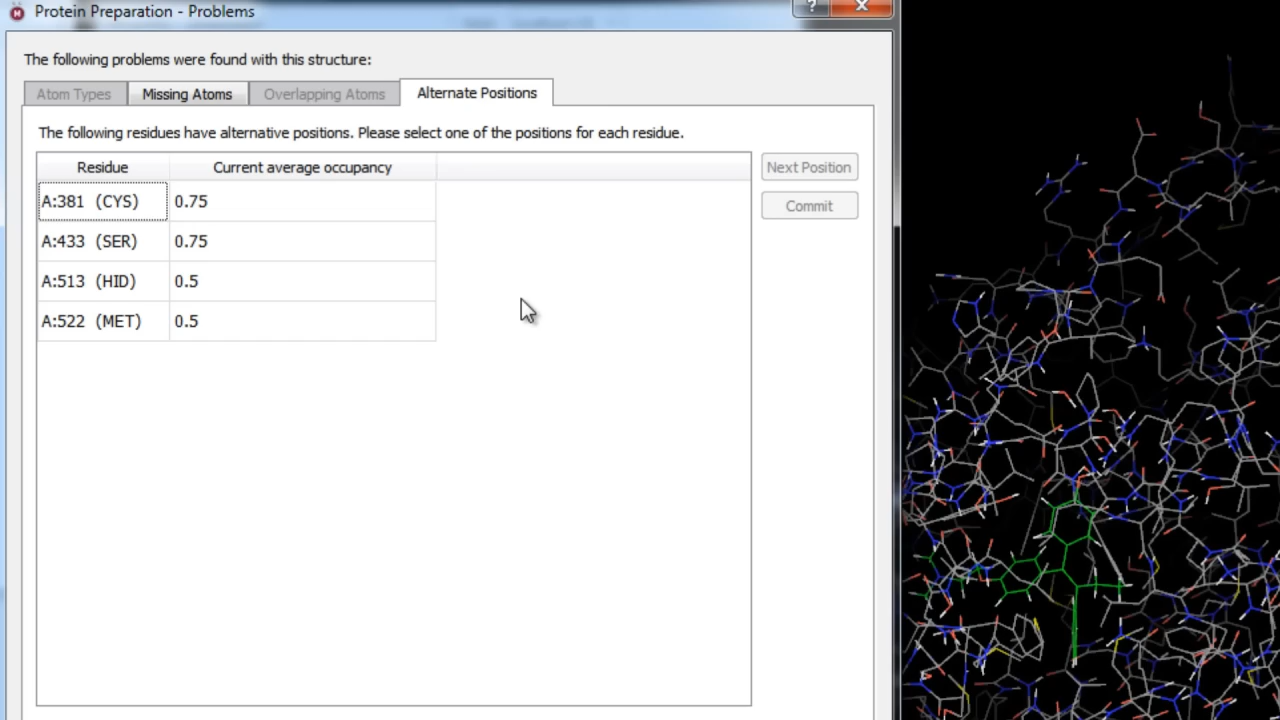 Protein Preparation - Problems
?
The following problems were found with this structure:
Atom Types Missing Atoms Overlapping Atoms Alternate Positions
The following residues have alternative positions. Please select one of the positions for each residue.
Residue Current average occupancy
Next Position
A:381 (CYS) 0.75
Commit
A:433 (SER) 0.75
A:513 (HID) 0.5
A:522 (MET) 0.5